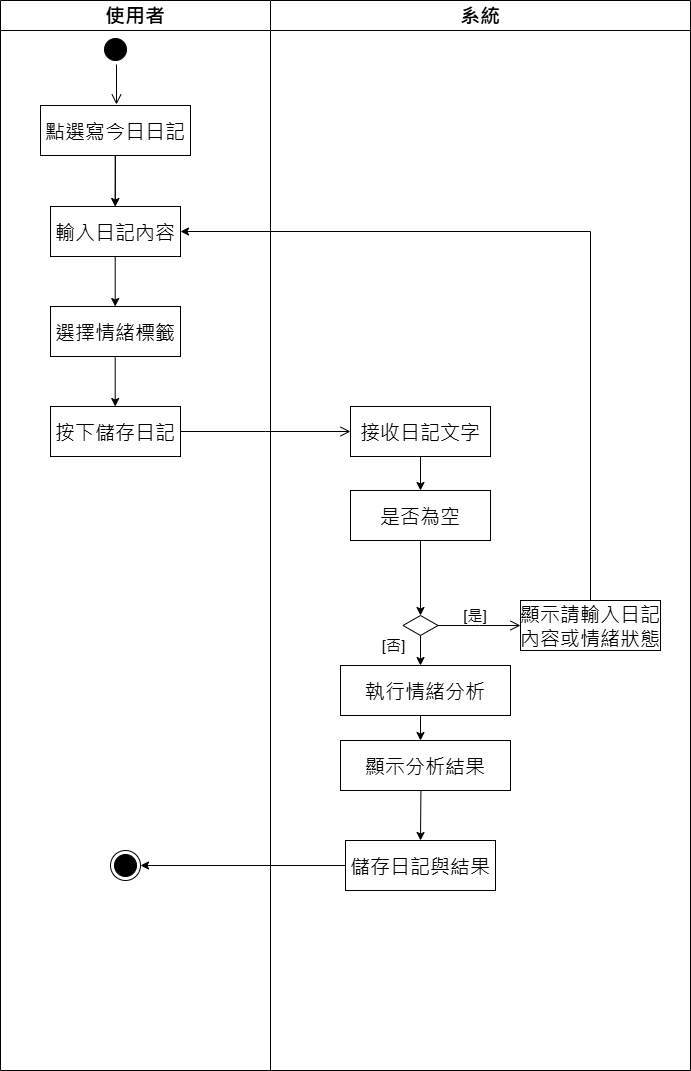 使用者
系統
點選寫今日日記
輸入日記內容
選擇情緒標籤
按下儲存日記
接收日記文字
是否為空
[是]
顯示請輸入日記
內容或情緒狀態
[否]
執行情緒分析
顯示分析結果
儲存日記與結果